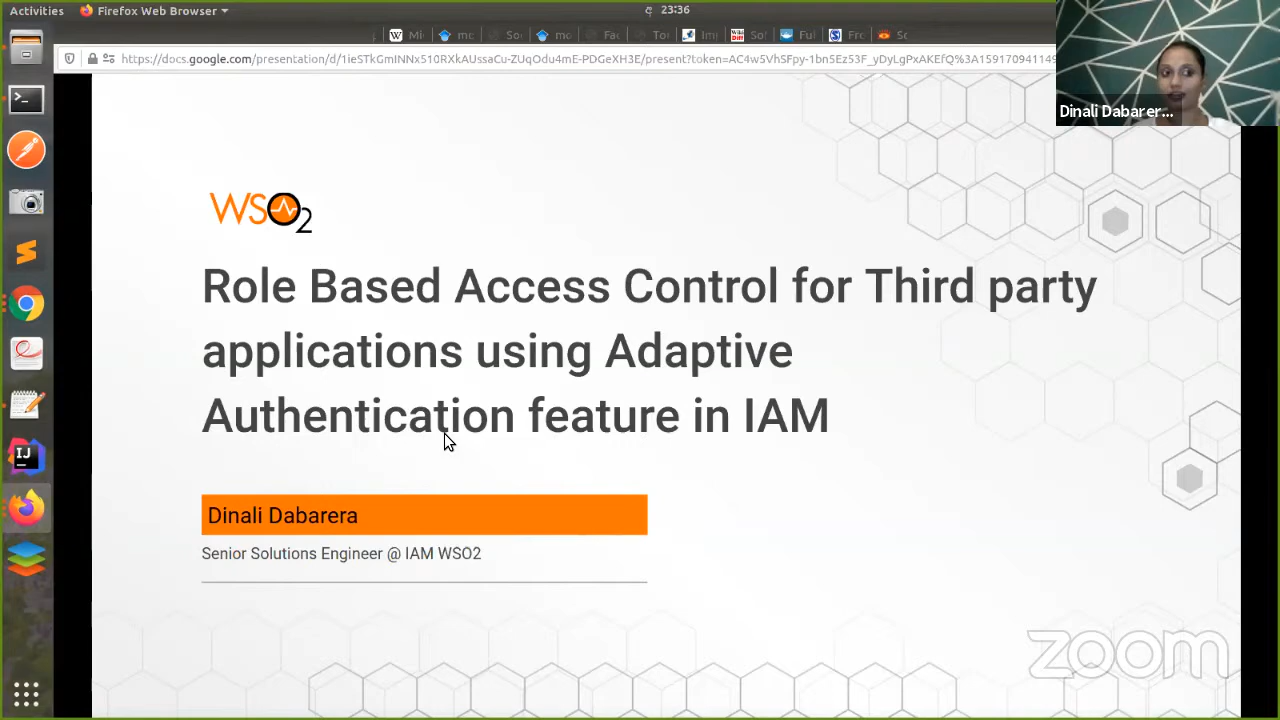 Activities
Firefox Web Browser
23:36
https://docs.google.com/presentation/d/1ieSTkGmINNx510RXkAUssaCu-ZUqOdu4mE-PDGeXH3E/present?token=AC4w5VhSFpy-1bn5Ez53F_yDyLgPxAKEfQ%3A159170941149
Dinali Dabarer...
WSO2
Role Based Access Control for Third party
applications using Adaptive
Authentication feature in IAM
Dinali Dabarera
Senior Solutions Engineer @ IAM WSO2
zoom